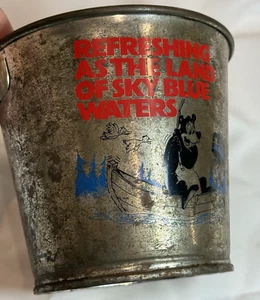 REFRESHING
AS THE LAND
OF SKY BLUE
WATERS